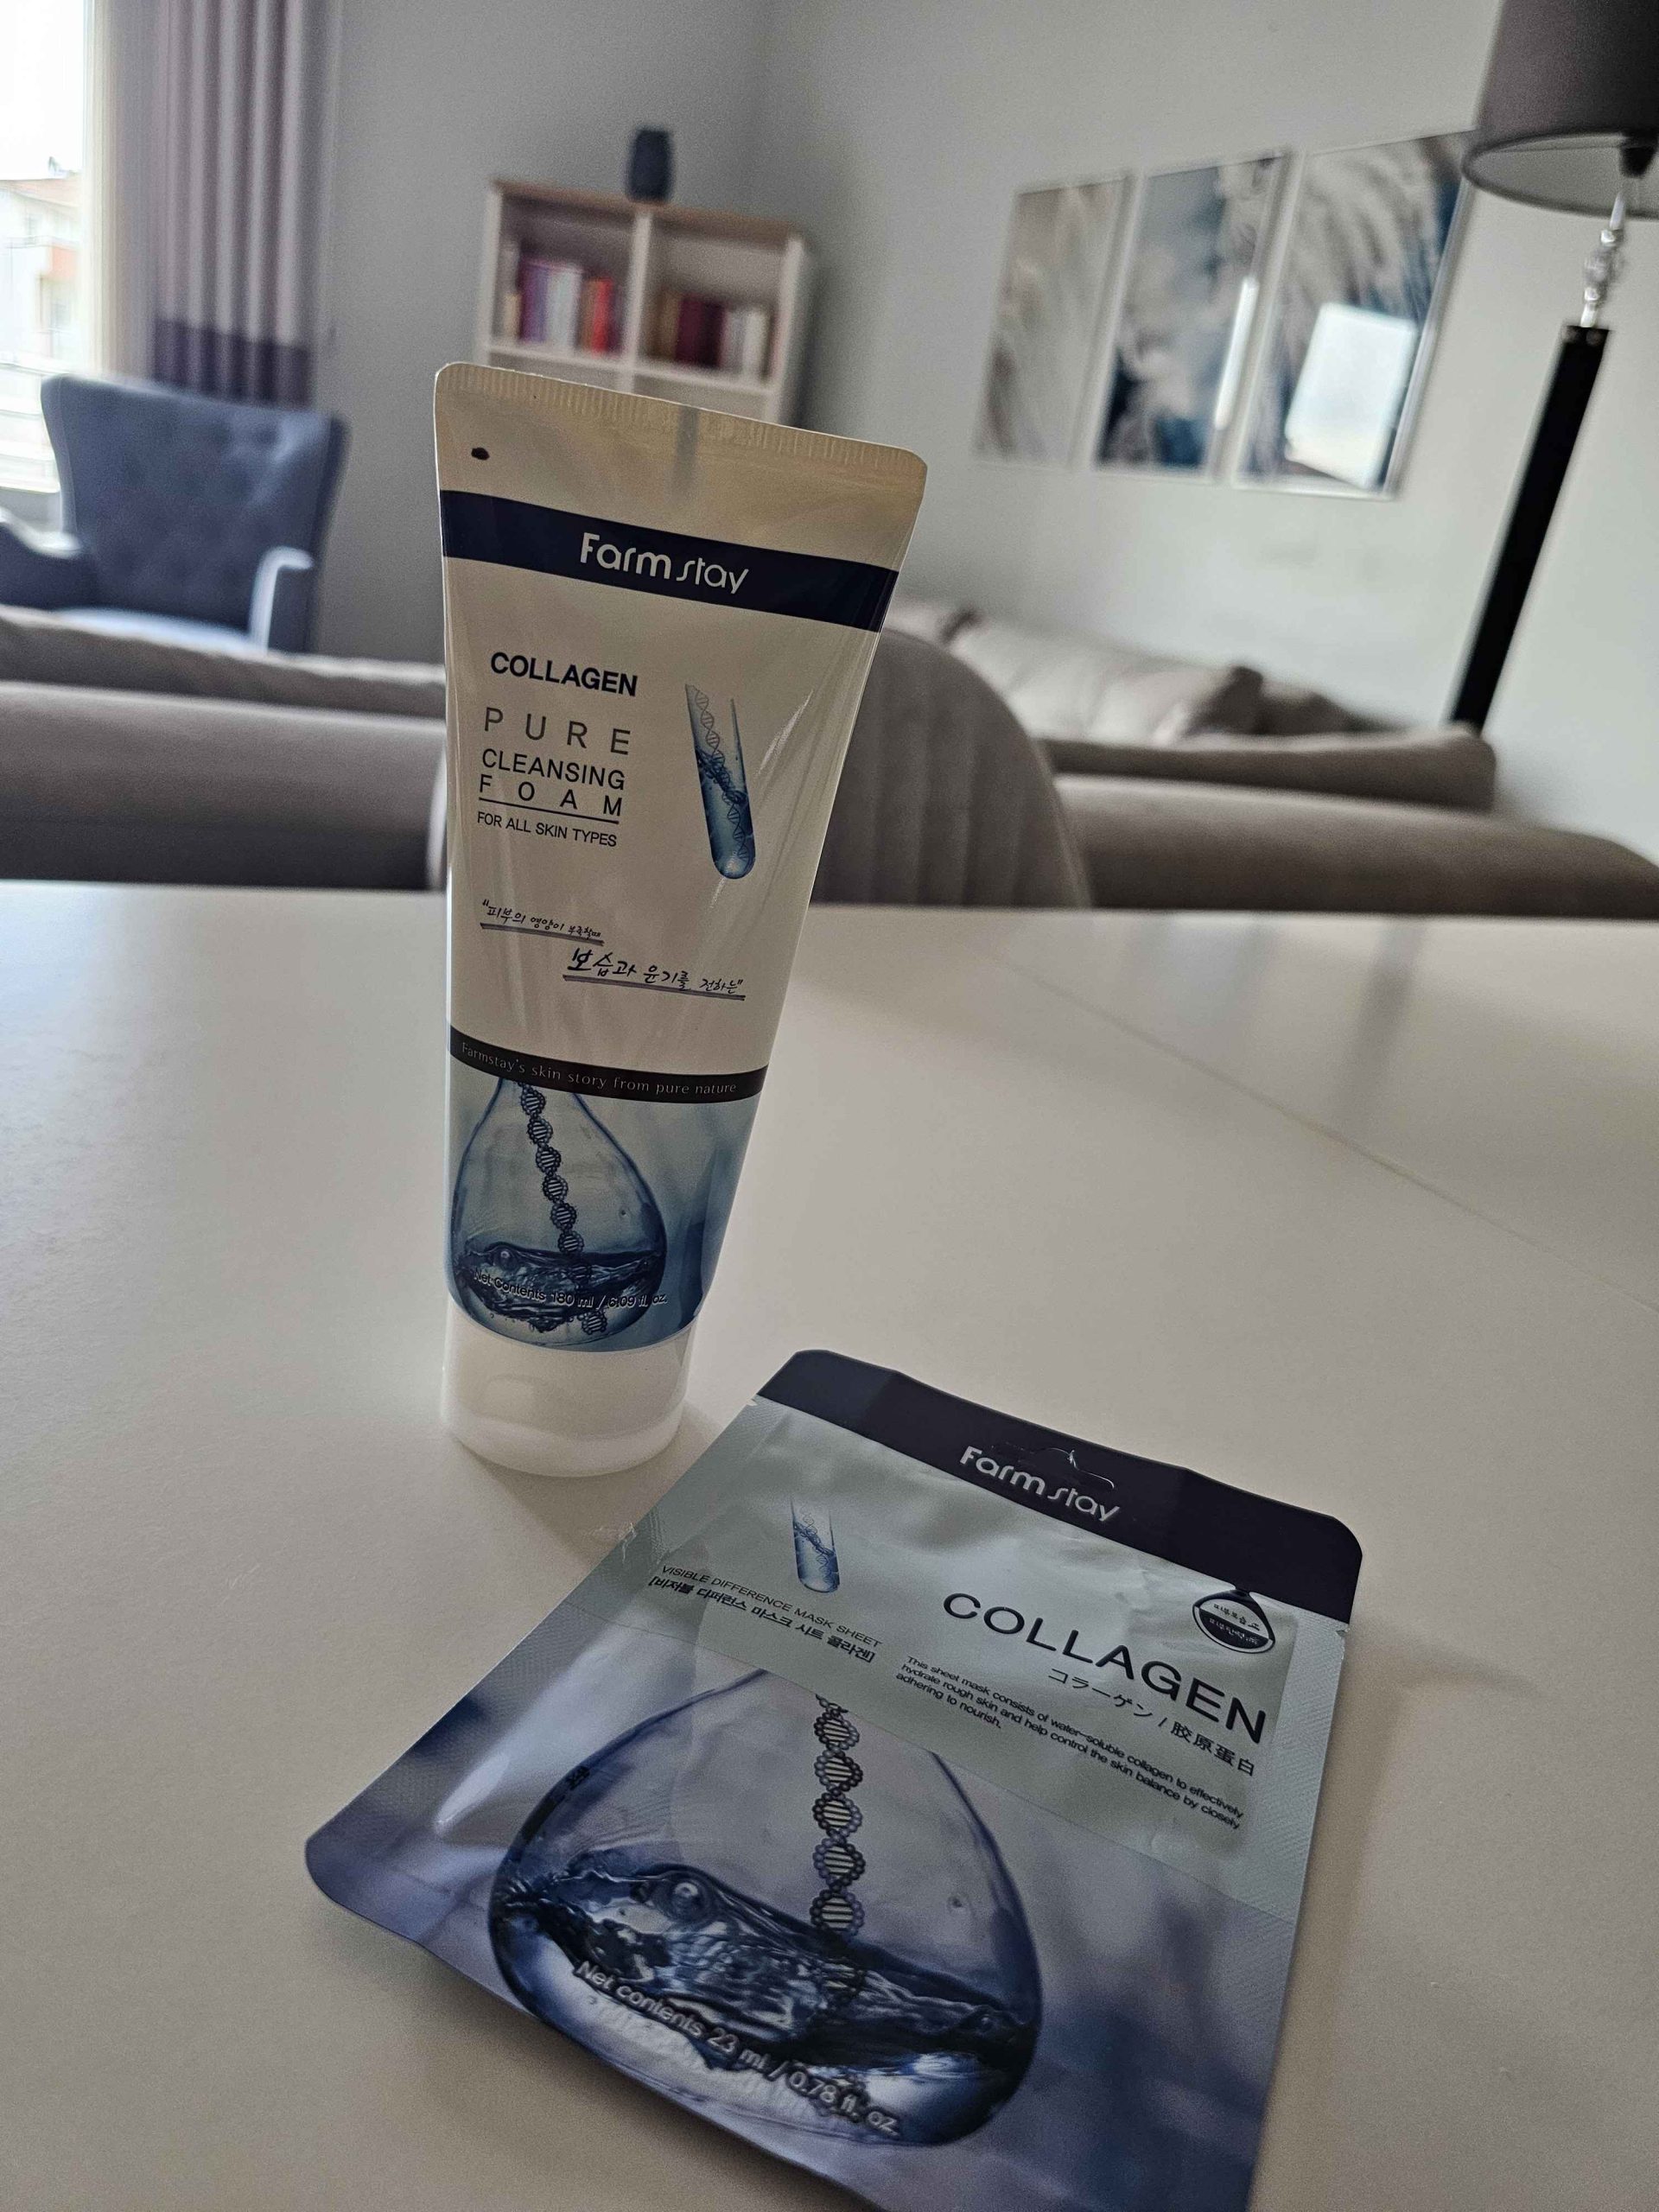 Farmstay
COLLAGEN
PURE
CLEANSING
FOAM
FOR ALL SKIN TYPES
"피부의 영양이 부족할때
보습과 윤기를 전하는"
Farmstay's skin story from pure nature
Net Contents 180 ml / 6.09 fl. oz.
Farmstay
VISIBLE DIFFERENCE MASK SHEET
[비저블 디퍼런스 마스크 시트 콜라겐]
COLLAGEN
コラーゲン / 胶原蛋白
This sheet mask consists of water-soluble collagen to effectively
hydrate rough skin and help control the skin balance by closely
adhering to nourish.
Net contents 23 ml / 0.78 fl. oz.